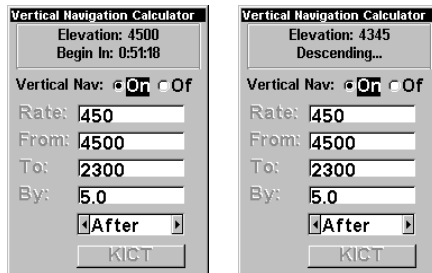 Vertical Navigation Calculator
Elevation: 4500
Begin In: 0:51:18
Vertical Nav: On Of
Rate: 450
From: 4500
To: 2300
By: 5.0
After
KICT
Vertical Navigation Calculator
Elevation: 4345
Descending...
Vertical Nav: On Of
Rate: 450
From: 4500
To: 2300
By: 5.0
After
KICT